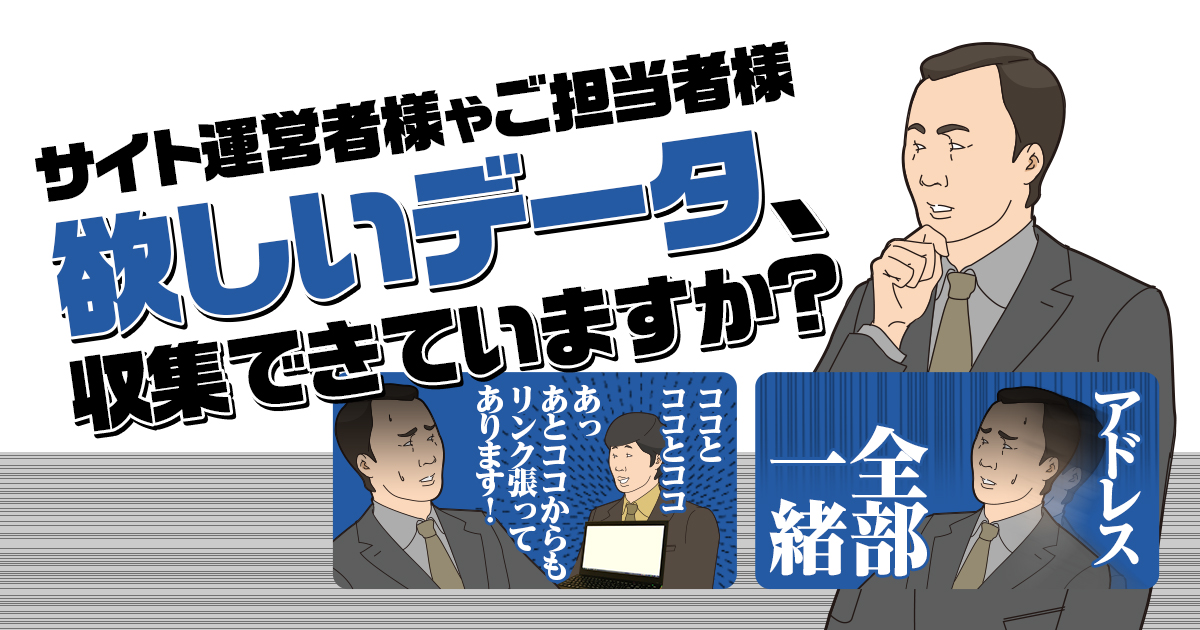 サイト運営者様やご担当者様
欲しいデータ、
収集できていますか?
ココと
ココとココ
あっ
あとココからも
リンク張って
あります!
アドレス
全部
一緒